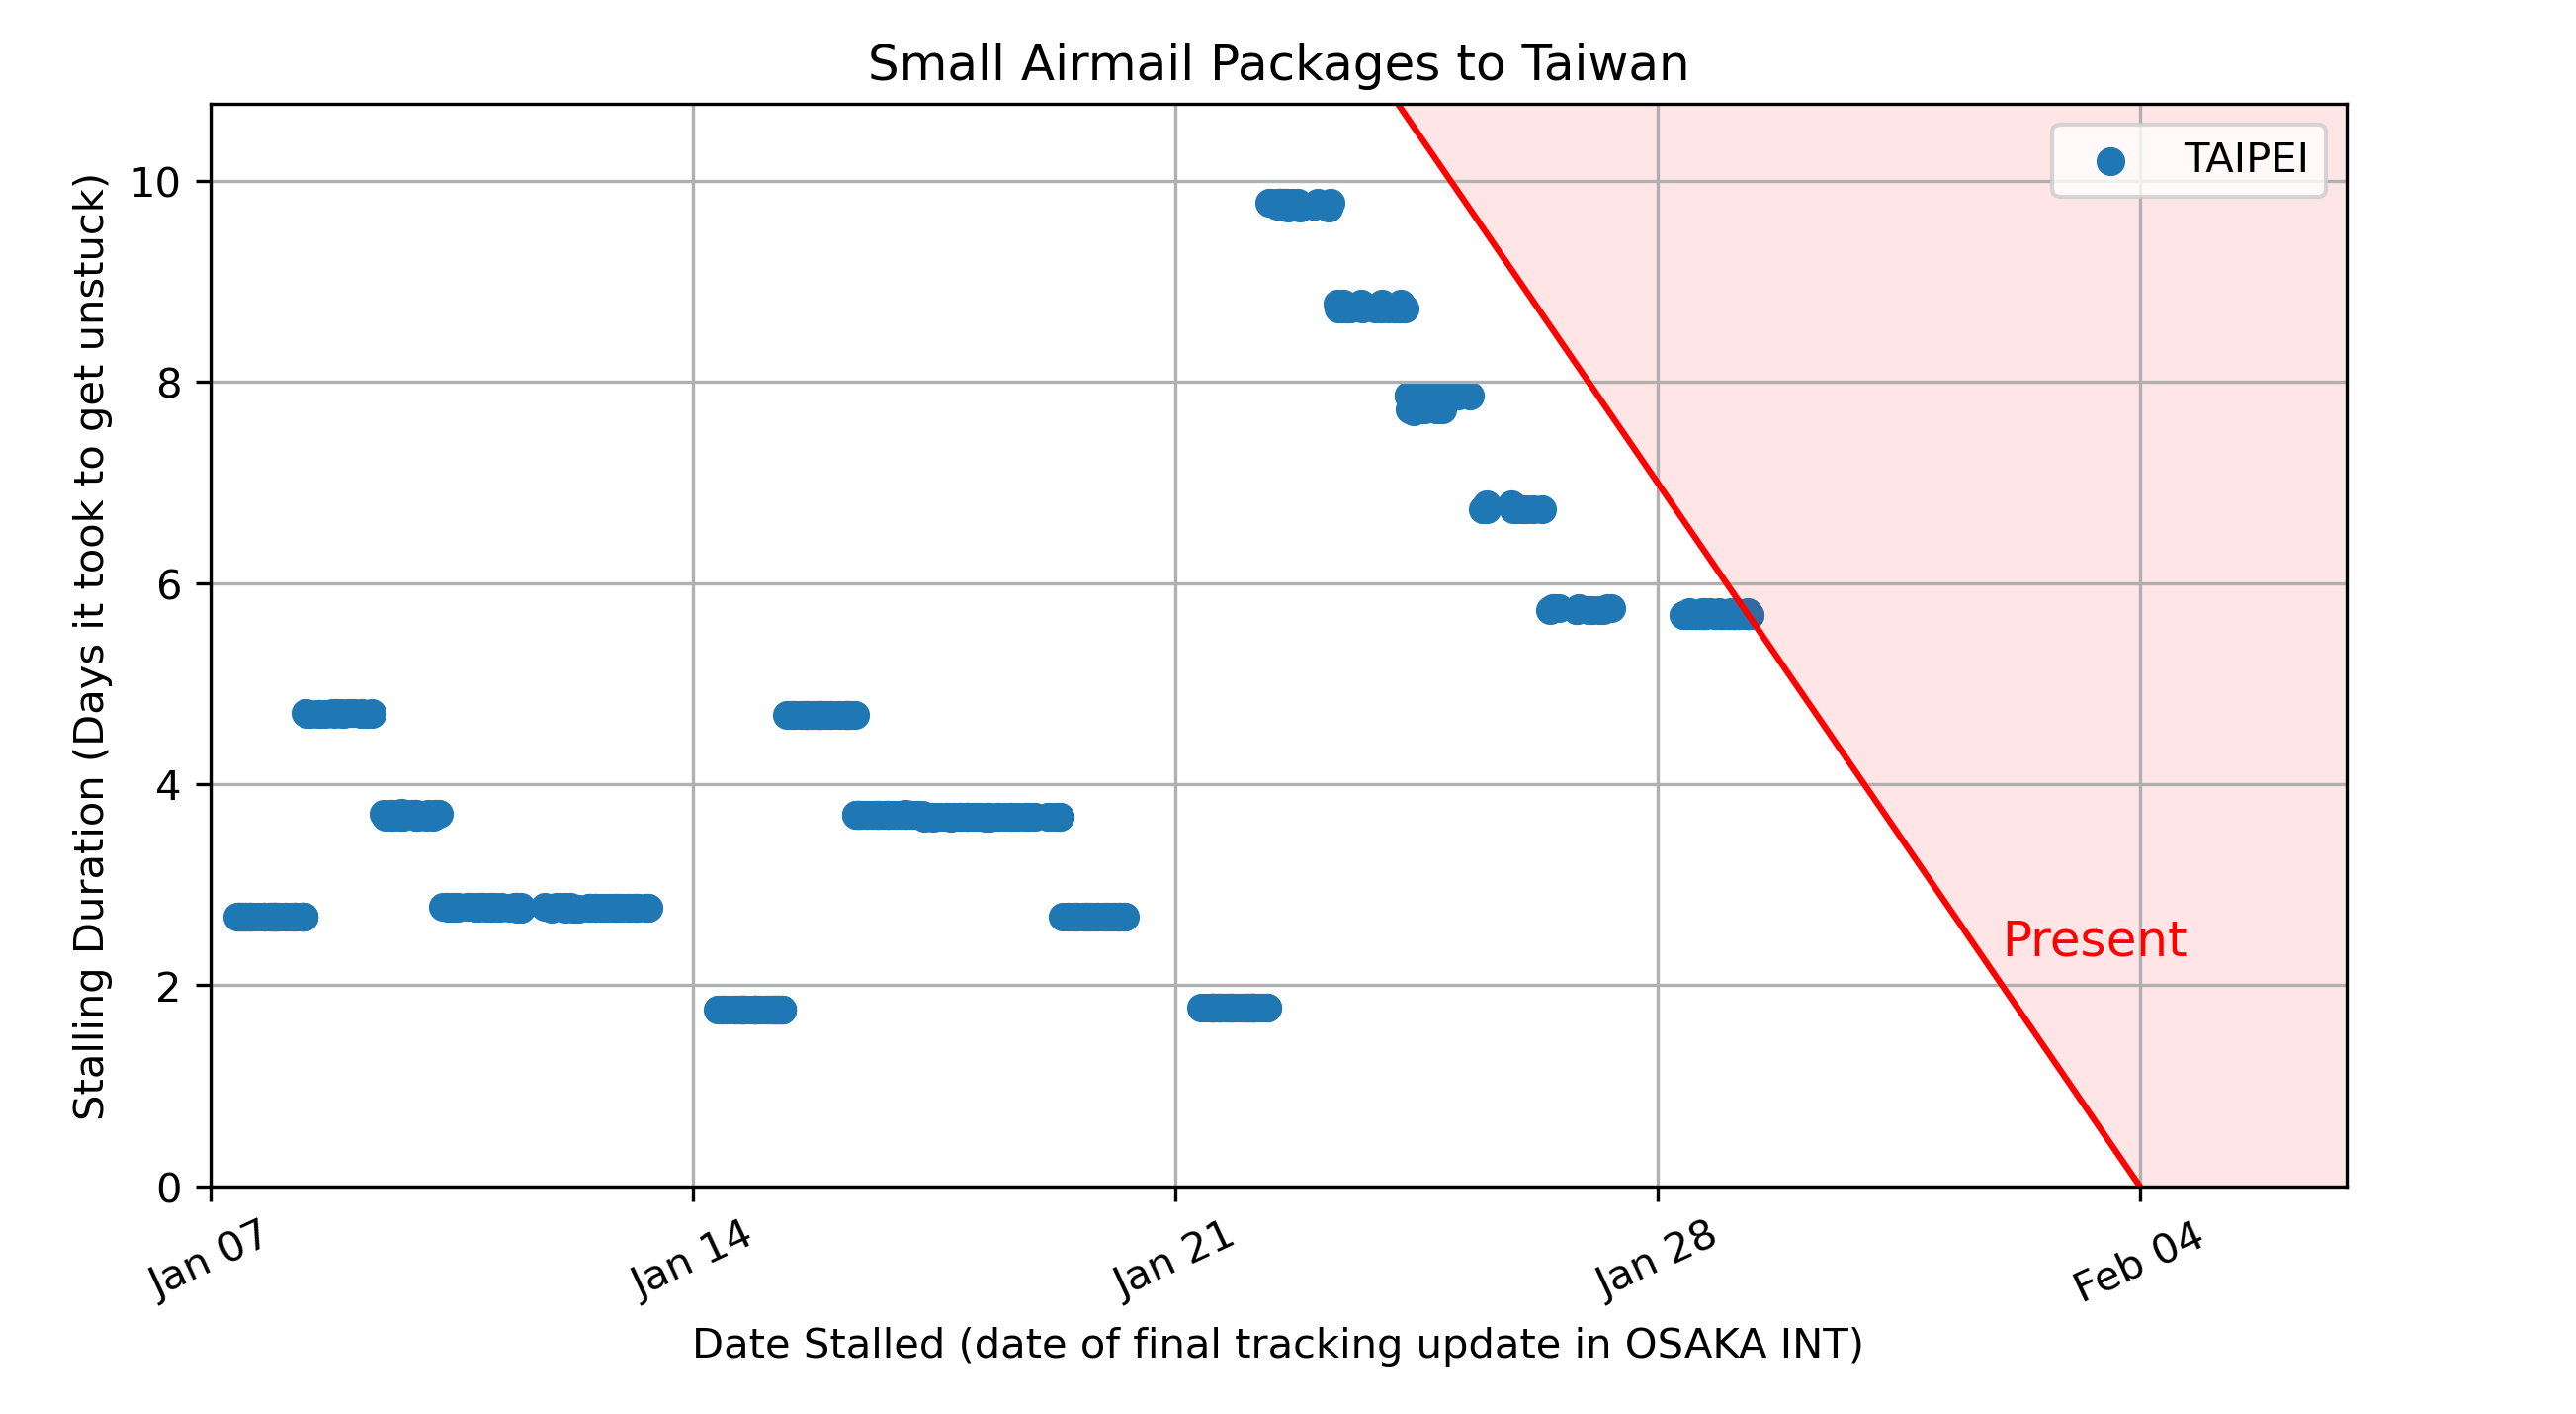 Small Airmail Packages to Taiwan
TAIPEI
Stalling Duration (Days it took to get unstuck)
10
8
6
4
2
0
Present
Jan 07
Jan 14
Jan 21
Jan 28
Feb 04
Date Stalled (date of final tracking update in OSAKA INT)